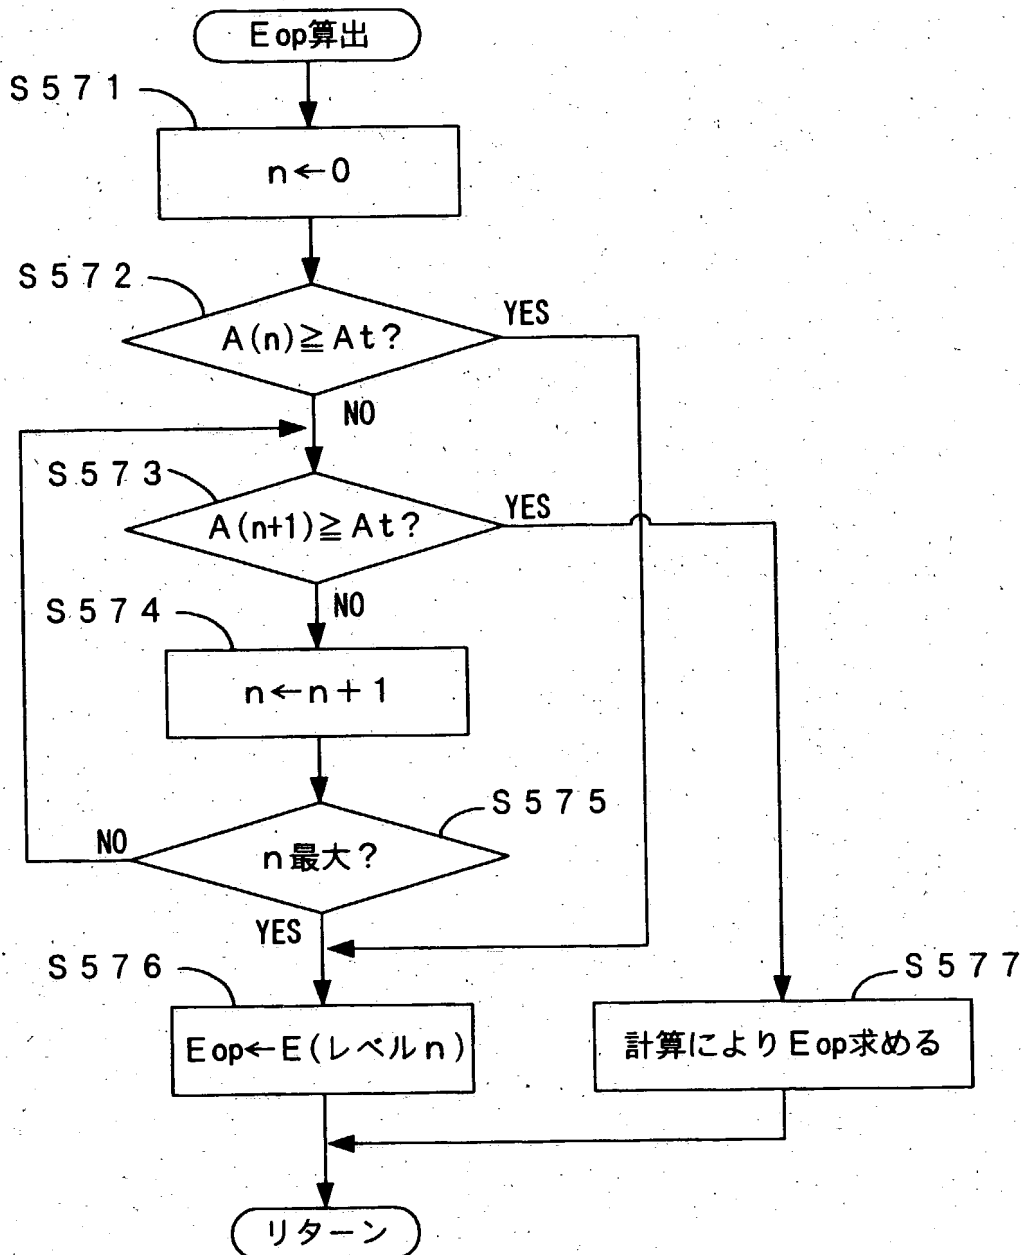 Eop算出
S571
n←0
S572
A(n)≧At?
YES
NO
S573
A(n+1)≧At?
YES
NO
S574
n←n+1
S575
n最大?
NO
YES
S576
Eop←E(レベルn)
S577
計算によりEop求める
リターン